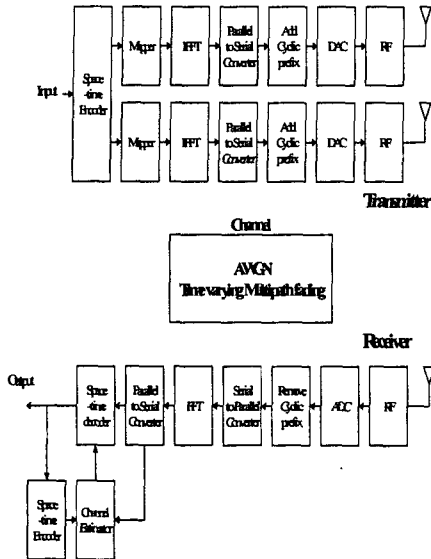 Input
Space
-time
Encoder
Mapper
IFFT
Parallel
to Serial
Converter
Add
Cyclic
prefix
DAC
RF
Mapper
IFFT
Parallel
to Serial
Converter
Add
Cyclic
prefix
DAC
RF
Transmitter
Channel
AWGN
Time varying Multipath fading
Receiver
Output
Space
-time
decoder
Parallel
to Serial
Converter
FFT
Serial
to Parallel
Converter
Remove
Cyclic
prefix
ADC
RF
Space
-time
Encoder
Channel
Estimator